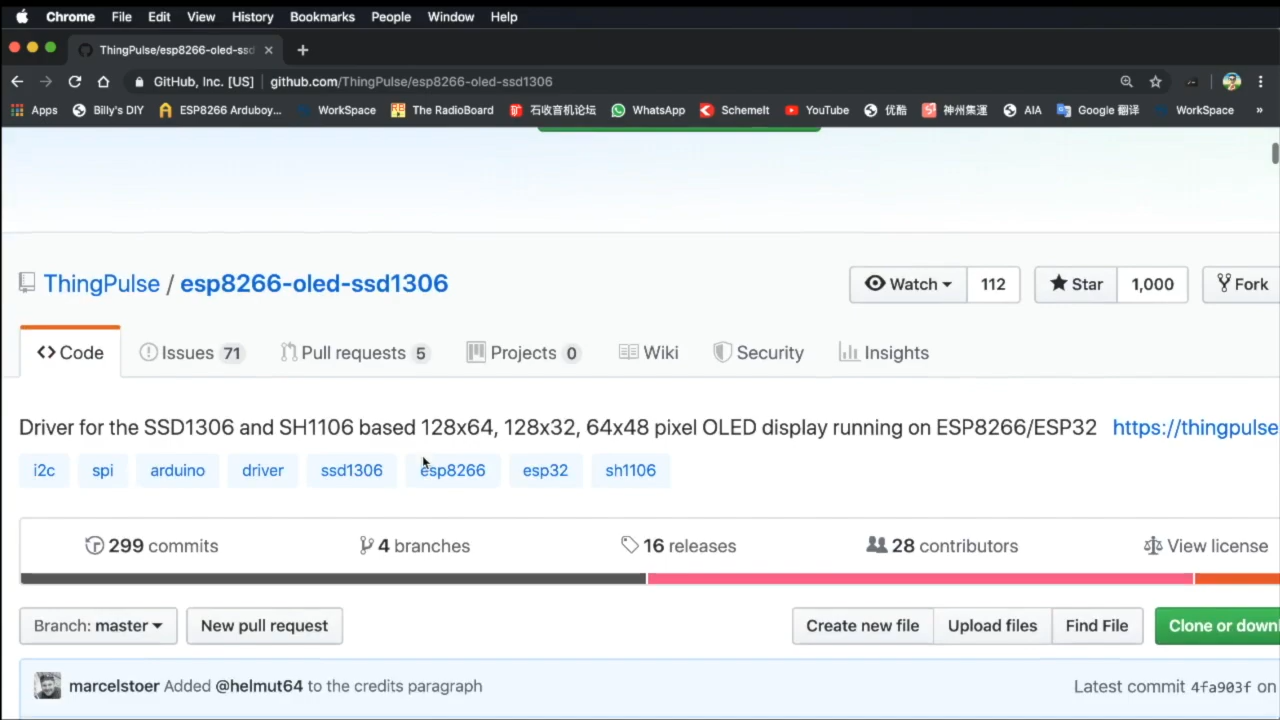 Chrome File Edit View History Bookmarks People Window Help
ThingPulse/esp8266-oled-ssd
GitHub, Inc. [US] github.com/ThingPulse/esp8266-oled-ssd1306
Apps Billy's DIY ESP8266 Arduboy... WorkSpace The RadioBoard 石收音机论坛 WhatsApp SchemeIt YouTube 优酷 神州集運 AIA Google 翻译 WorkSpace »
ThingPulse / esp8266-oled-ssd1306 Watch 112 Star 1,000 Fork
Code Issues 71 Pull requests 5 Projects 0 Wiki Security Insights
Driver for the SSD1306 and SH1106 based 128x64, 128x32, 64x48 pixel OLED display running on ESP8266/ESP32 https://thingpulse
i2c spi arduino driver ssd1306 esp8266 esp32 sh1106
299 commits 4 branches 16 releases 28 contributors View license
Branch: master New pull request Create new file Upload files Find File Clone or down
marcelstoer Added @helmut64 to the credits paragraph Latest commit 4fa903f on